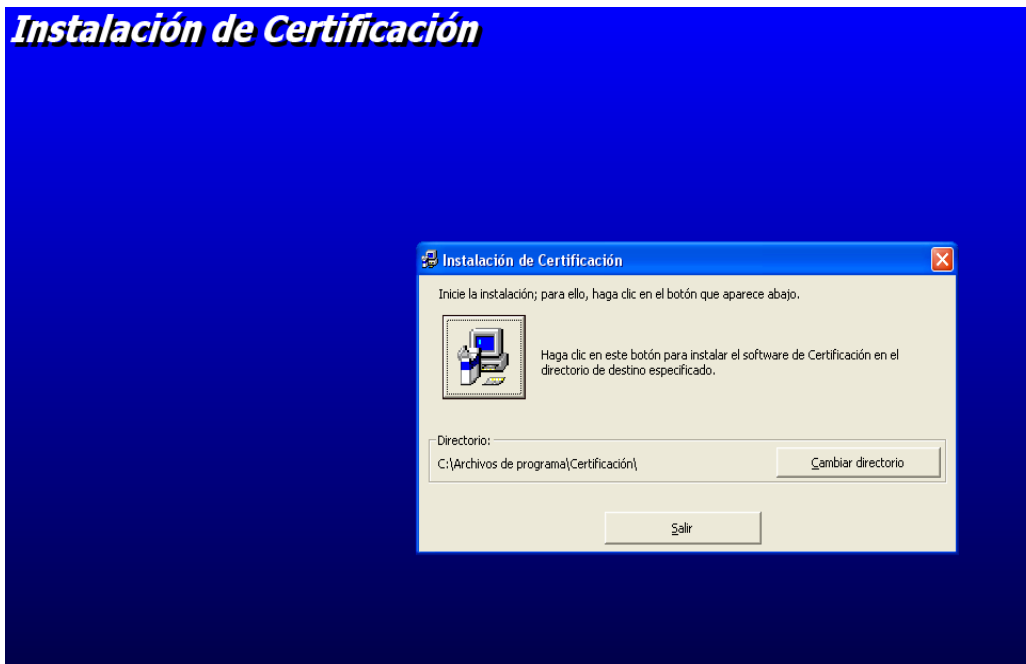 Instalación de Certificación
Instalación de Certificación
Inicie la instalación; para ello, haga clic en el botón que aparece abajo.
Haga clic en este botón para instalar el software de Certificación en el
directorio de destino especificado.
Directorio:
C:\Archivos de programa\Certificación\
Cambiar directorio
Salir